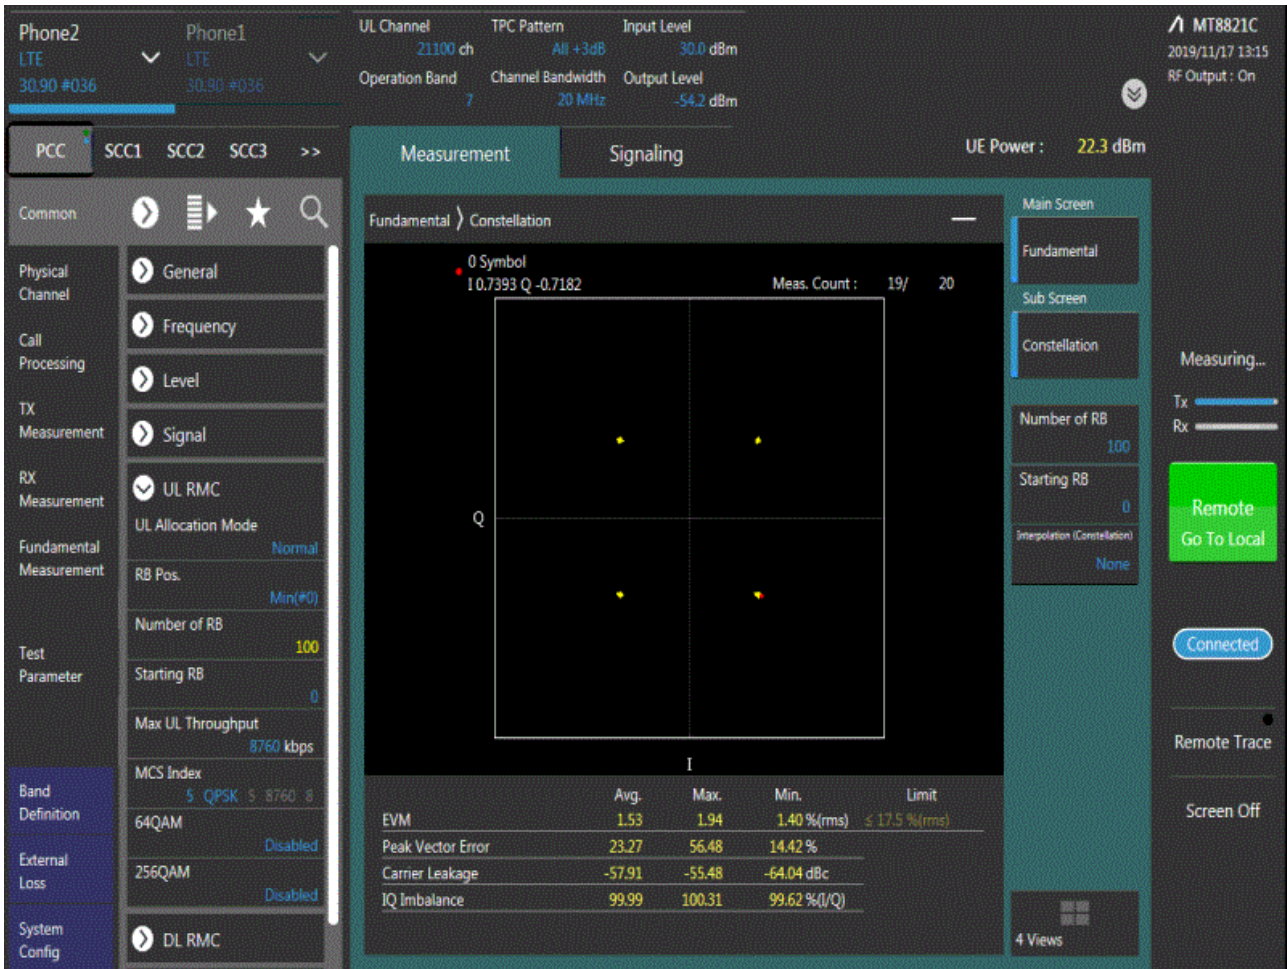 Phone2
LTE
30.90 #036
Phone1
LTE
30.90 #036
UL Channel
21100 ch
TPC Pattern
All +3dB
Input Level
30.0 dBm
Operation Band
7
Channel Bandwidth
20 MHz
Output Level
-54.2 dBm
MT8821C
2019/11/17 13:15
RF Output : On
PCC SCC1 SCC2 SCC3 >>
Measurement
Signaling
UE Power : 22.3 dBm
Common
Physical
Channel
Call
Processing
TX
Measurement
RX
Measurement
Fundamental
Measurement
Test
Parameter
Band
Definition
External
Loss
System
Config
General
Frequency
Level
Signal
UL RMC
UL Allocation Mode
Normal
RB Pos.
Min(#0)
Number of RB
100
Starting RB
0
Max UL Throughput
8760 kbps
MCS Index
5 QPSK 5 8760 8
64QAM
Disabled
256QAM
Disabled
DL RMC
Fundamental 〉 Constellation
0 Symbol
I 0.7393 Q -0.7182
Meas. Count : 19/ 20
Q
I
Avg. Max. Min. Limit
EVM 1.53 1.94 1.40 %(rms) ≤ 17.5 %(rms)
Peak Vector Error 23.27 56.48 14.42 %
Carrier Leakage -57.91 -55.48 -64.04 dBc
IQ Imbalance 99.99 100.31 99.62 %(I/Q)
Main Screen
Fundamental
Sub Screen
Constellation
Number of RB
100
Starting RB
0
Interpolation (Constellation)
None
4 Views
Measuring...
Tx
Rx
Remote
Go To Local
Connected
Remote Trace
Screen Off